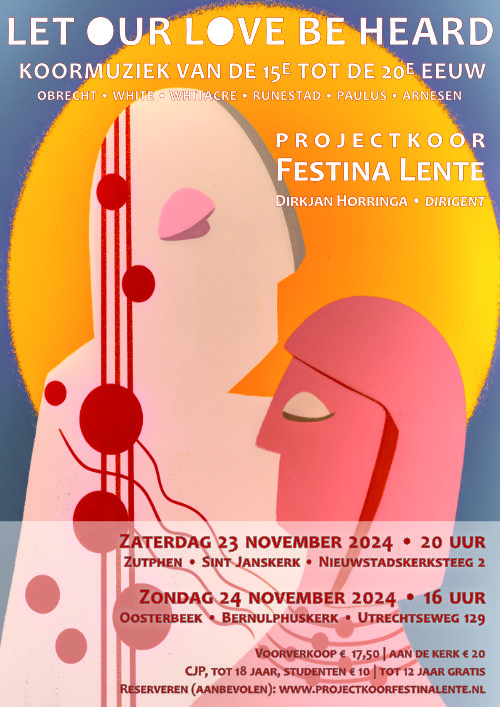 LET OUR LOVE BE HEARD
KOORMUZIEK VAN DE 15E TOT DE 20E EEUW
OBRECHT • WHITE • WHITACRE • RUNESTAD • PAULUS • ARNESEN
PROJECTKOOR
FESTINA LENTE
DIRKJAN HORRINGA • DIRIGENT
ZATERDAG 23 NOVEMBER 2024 • 20 UUR
ZUTPHEN • SINT JANSKERK • NIEUWSTADSKERKSTEEG 2
ZONDAG 24 NOVEMBER 2024 • 16 UUR
OOSTERBEEK • BERNULPHUSKERK • UTRECHTSEWEG 129
VOORVERKOOP € 17,50 | AAN DE KERK € 20
CJP, TOT 18 JAAR, STUDENTEN € 10 | TOT 12 JAAR GRATIS
RESERVEREN (AANBEVOLEN): WWW.PROJECTKOORFESTINALENTE.NL